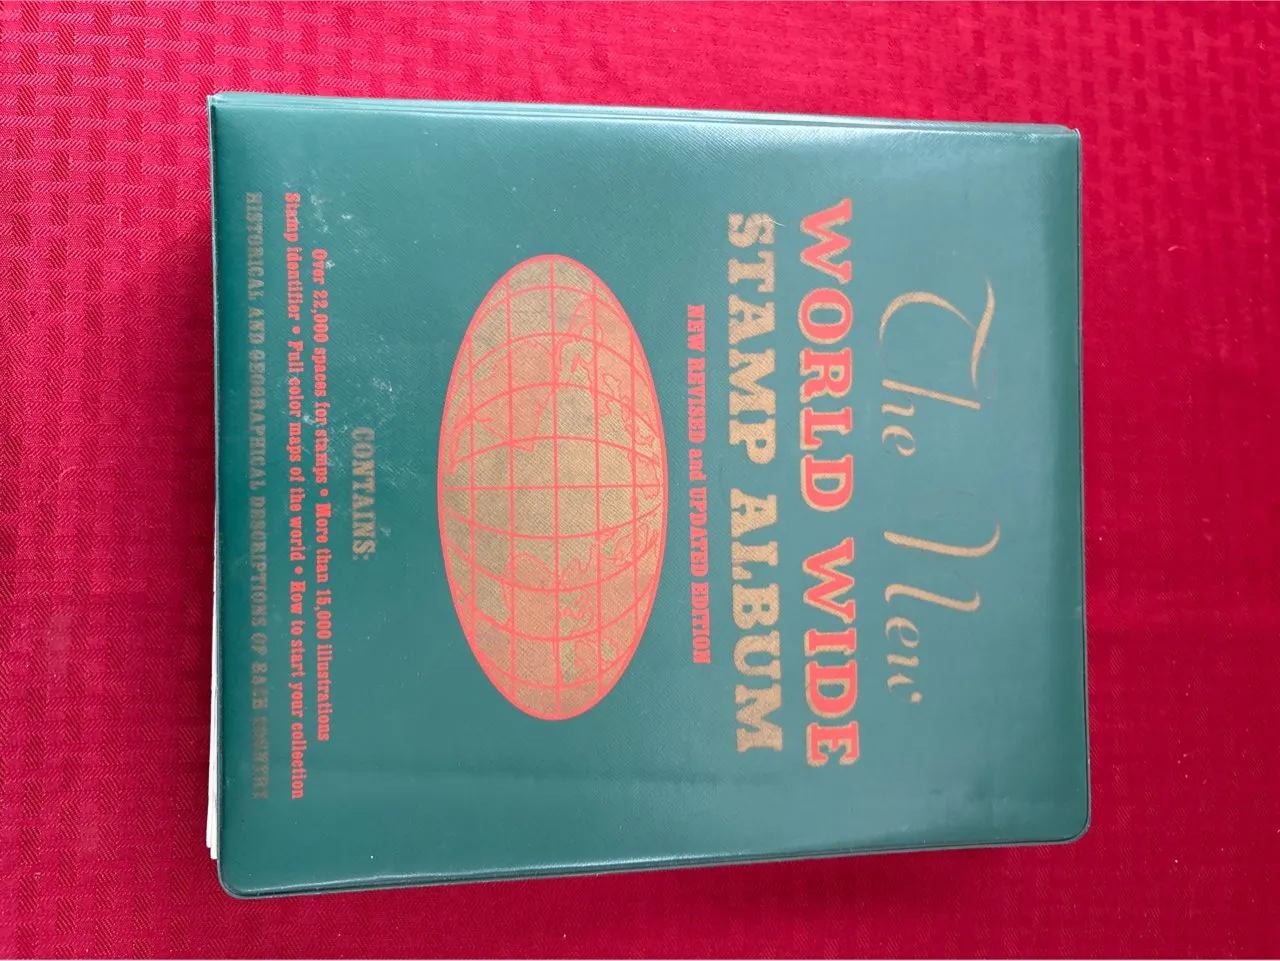 The New
WORLD WIDE
STAMP ALBUM
NEW REVISED and UPDATED EDITION
CONTAINS:
Over 22,000 spaces for stamps • More than 15,000 illustrations
Stamp identifier • Full color maps of the world • How to start your collection
HISTORICAL AND GEOGRAPHICAL DESCRIPTIONS OF EACH COUNTRY